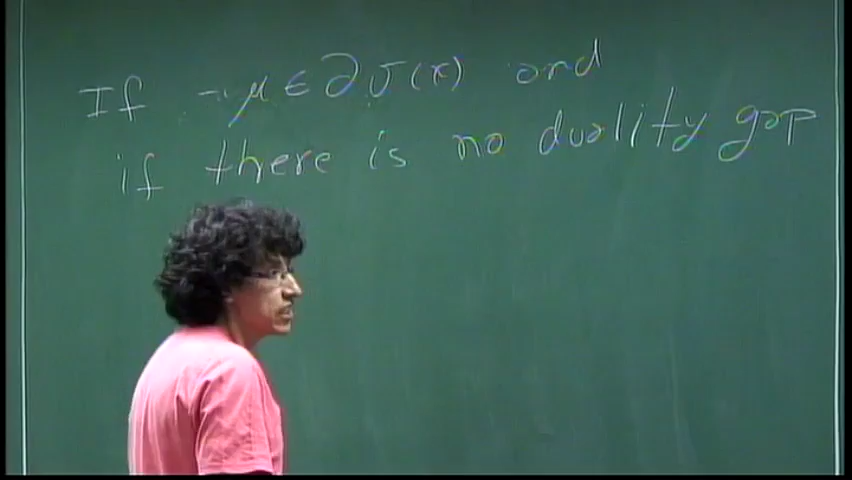 If -μ ∈ ∂v(x) and
if there is no duality gap